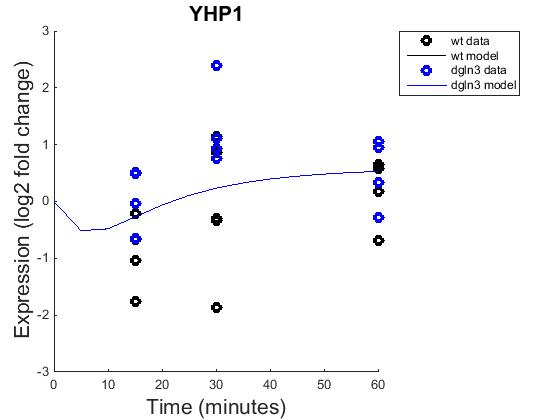 YHP1
wt data
wt model
dgln3 data
dgln3 model
3
2
1
0
-1
-2
-3
Expression (log2 fold change)
0 10 20 30 40 50 60
Time (minutes)